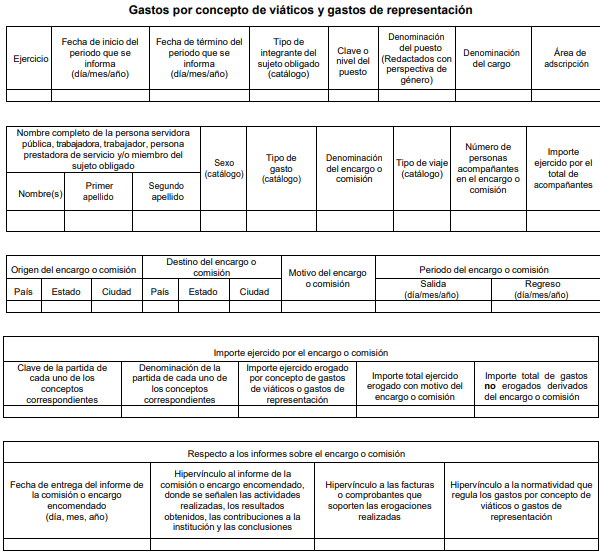 Gastos por concepto de viáticos y gastos de representación
Ejercicio
Fecha de inicio del
periodo que se
informa
(día/mes/año)
Fecha de término del
periodo que se
informa
(día/mes/año)
Tipo de
integrante del
sujeto obligado
(catálogo)
Clave o
nivel del
puesto
Denominación
del puesto
(Redactados con
perspectiva de
género)
Denominación
del cargo
Área de
adscripción
Nombre completo de la persona servidora
pública, trabajadora, trabajador, persona
prestadora de servicio y/o miembro del
sujeto obligado
Nombre(s)
Primer
apellido
Segundo
apellido
Sexo
(catálogo)
Tipo de
gasto
(catálogo)
Denominación
del encargo o
comisión
Tipo de viaje
(catálogo)
Número de
personas
acompañantes
en el encargo o
comisión
Importe
ejercido por el
total de
acompañantes
Origen del encargo o comisión
País
Estado
Ciudad
Destino del encargo o
comisión
País
Estado
Ciudad
Motivo del encargo
o comisión
Periodo del encargo o comisión
Salida
(día/mes/año)
Regreso
(día/mes/año)
Importe ejercido por el encargo o comisión
Clave de la partida de
cada uno de los
conceptos
correspondientes
Denominación de la
partida de cada uno de
los conceptos
correspondientes
Importe ejercido erogado
por concepto de gastos
de viáticos o gastos de
representación
Importe total ejercido
erogado con motivo del
encargo o comisión
Importe total de gastos
no erogados derivados
del encargo o comisión
Respecto a los informes sobre el encargo o comisión
Fecha de entrega del informe de
la comisión o encargo
encomendado
(día, mes, año)
Hipervínculo al informe de la
comisión o encargo encomendado,
donde se señalen las actividades
realizadas, los resultados
obtenidos, las contribuciones a la
institución y las conclusiones
Hipervínculo a las facturas
o comprobantes que
soporten las erogaciones
realizadas
Hipervínculo a la normatividad que
regula los gastos por concepto de
viáticos o gastos de
representación